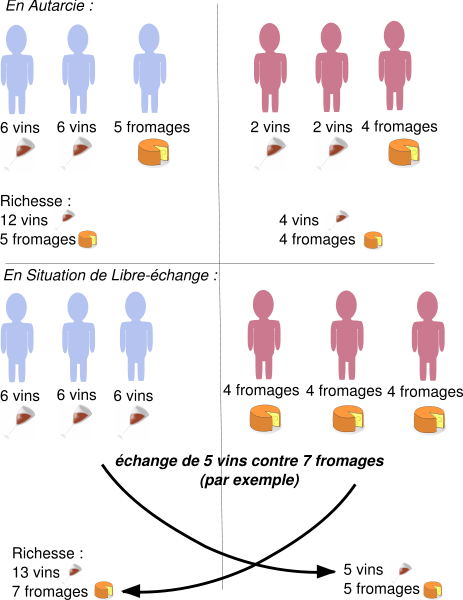 En Autarcie :
6 vins 6 vins 5 fromages 2 vins 2 vins 4 fromages
Richesse :
12 vins 4 vins
5 fromages 4 fromages
En Situation de Libre-échange :
6 vins 6 vins 6 vins 4 fromages 4 fromages 4 fromages
échange de 5 vins contre 7 fromages
(par exemple)
Richesse :
13 vins 5 vins
7 fromages 5 fromages